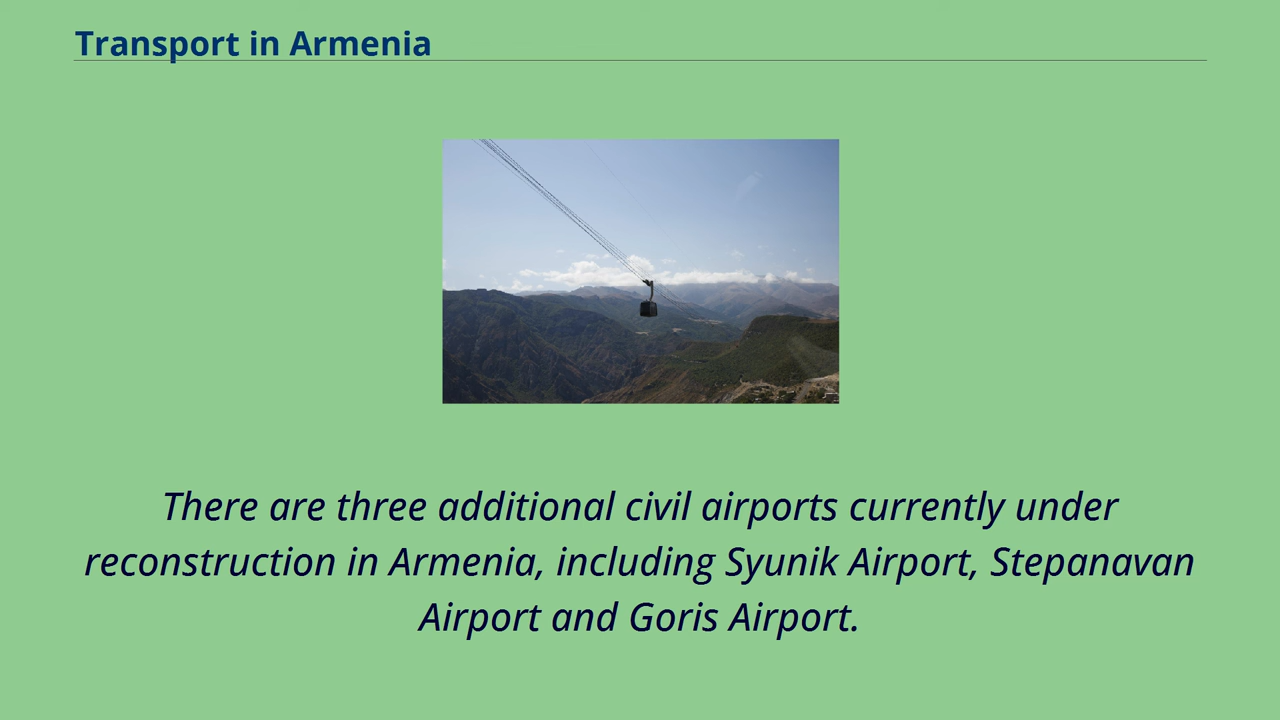 Transport in Armenia
There are three additional civil airports currently under
reconstruction in Armenia, including Syunik Airport, Stepanavan
Airport and Goris Airport.